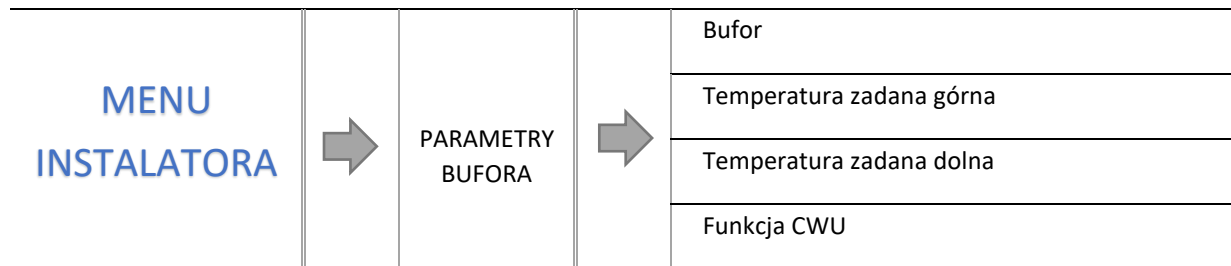 MENU
INSTALATORA
PARAMETRY
BUFORA
Bufor
Temperatura zadana górna
Temperatura zadana dolna
Funkcja CWU